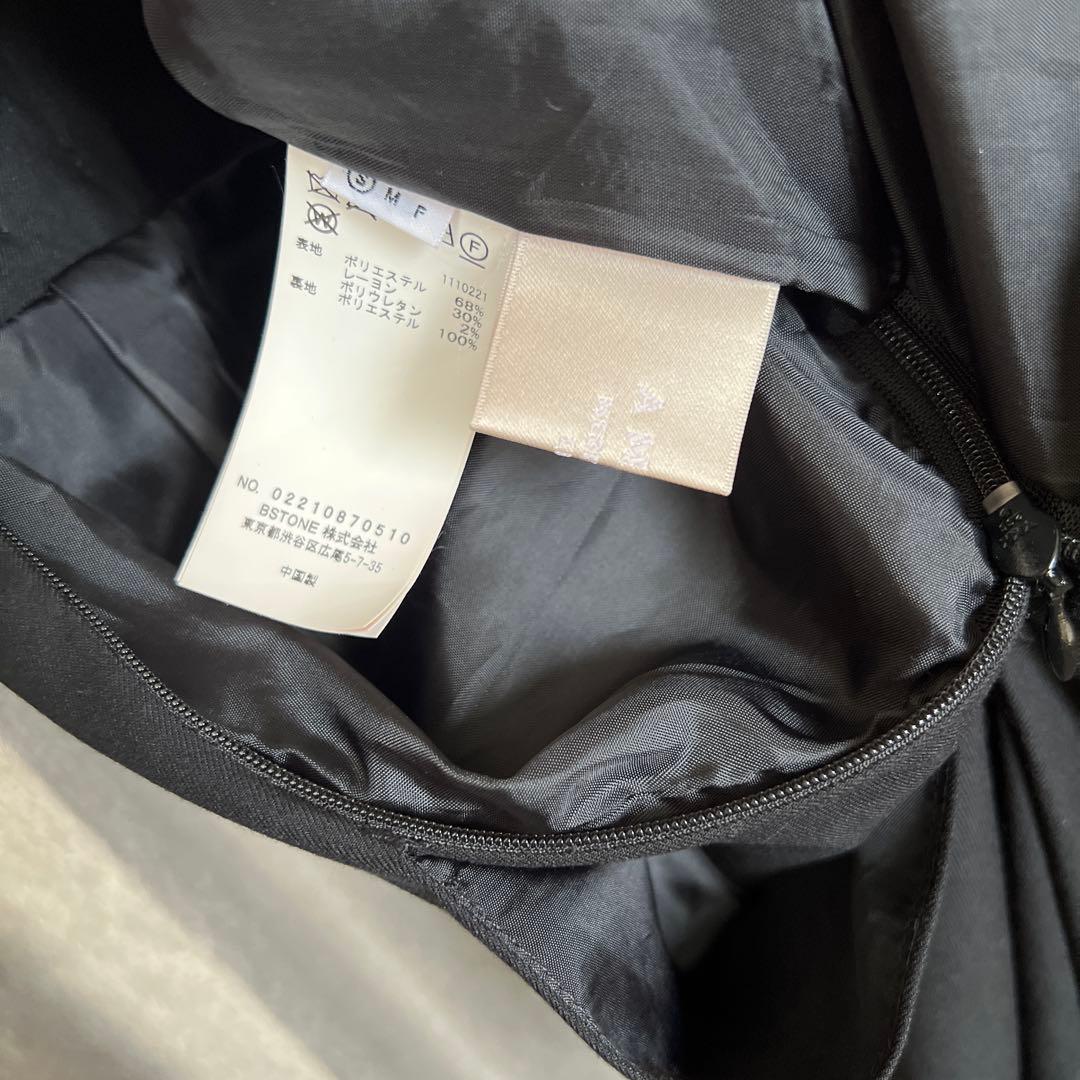 S M F
F
1110221
表地 ポリエステル 68%
レーヨン 30%
ポリウレタン 2%
裏地 ポリエステル 100%
NO. 02210870510
BSTONE 株式会社
東京都渋谷区広尾5-7-35
中国製